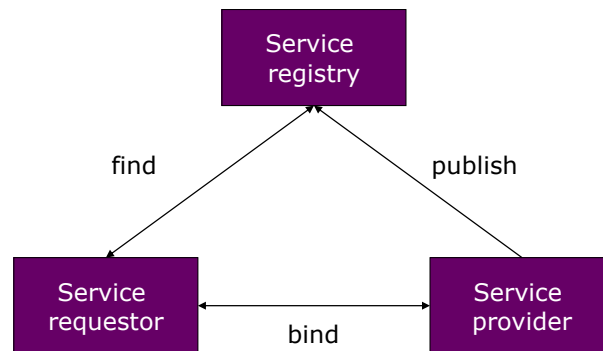 Service
registry
find
publish
Service
requestor
bind
Service
provider